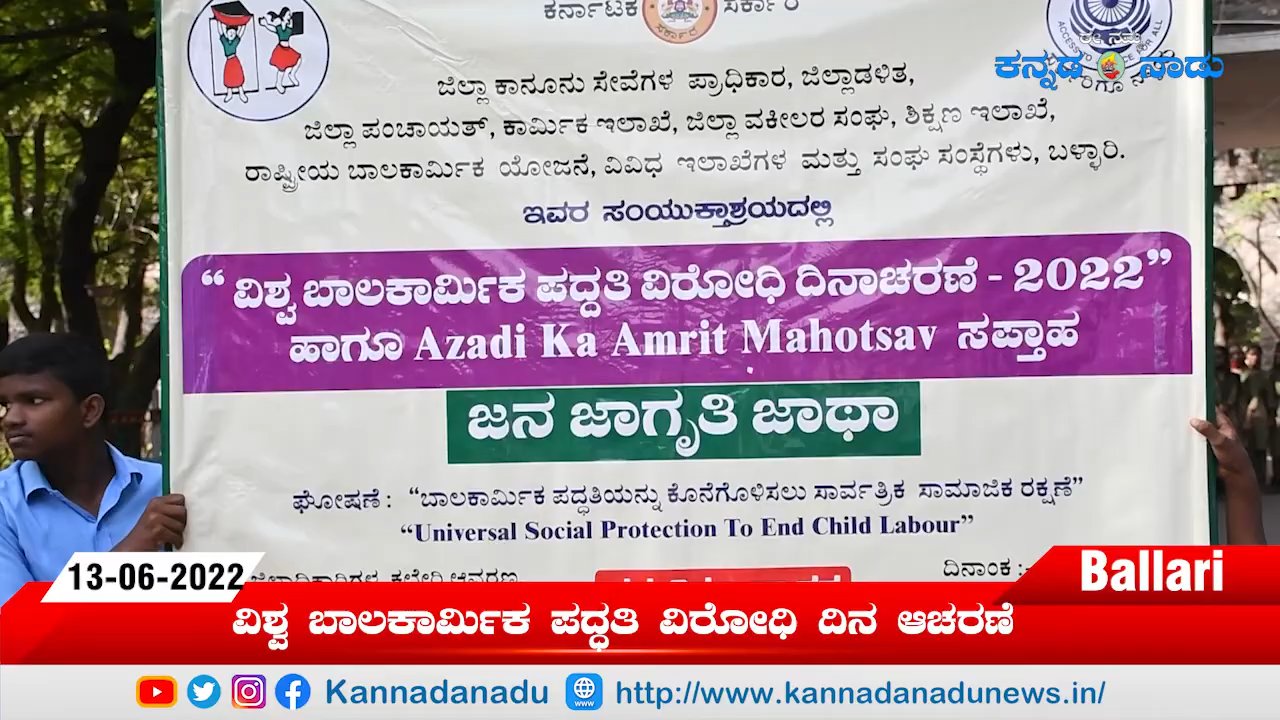 ಕರ್ನಾಟಕ ಸರ್ಕಾರ
ಜಿಲ್ಲಾ ಕಾನೂನು ಸೇವೆಗಳ ಪ್ರಾಧಿಕಾರ, ಜಿಲ್ಲಾಡಳಿತ,
ಜಿಲ್ಲಾ ಪಂಚಾಯತ್, ಕಾರ್ಮಿಕ ಇಲಾಖೆ, ಜಿಲ್ಲಾ ವಕೀಲರ ಸಂಘ, ಶಿಕ್ಷಣ ಇಲಾಖೆ,
ರಾಷ್ಟ್ರೀಯ ಬಾಲಕಾರ್ಮಿಕ ಯೋಜನೆ, ವಿವಿಧ ಇಲಾಖೆಗಳ ಮತ್ತು ಸಂಘ ಸಂಸ್ಥೆಗಳು, ಬಳ್ಳಾರಿ.
ಇವರ ಸಂಯುಕ್ತಾಶ್ರಯದಲ್ಲಿ
“ ವಿಶ್ವ ಬಾಲಕಾರ್ಮಿಕ ಪದ್ದತಿ ವಿರೋಧಿ ದಿನಾಚರಣೆ - 2022”
ಹಾಗೂ Azadi Ka Amrit Mahotsav ಸಪ್ತಾಹ
ಜನ ಜಾಗೃತಿ ಜಾಥಾ
ಘೋಷಣೆ : “ಬಾಲಕಾರ್ಮಿಕ ಪದ್ಧತಿಯನ್ನು ಕೊನೆಗೊಳಿಸಲು ಸಾರ್ವತ್ರಿಕ ಸಾಮಾಜಿಕ ರಕ್ಷಣೆ”
“Universal Social Protection To End Child Labour”
ದಿನಾಂಕ :-
ಕನ್ನಡ ನಾಡು
13-06-2022
Ballari
ವಿಶ್ವ ಬಾಲಕಾರ್ಮಿಕ ಪದ್ಧತಿ ವಿರೋಧಿ ದಿನ ಆಚರಣೆ
Kannadanadu
http://www.kannadanadunews.in/